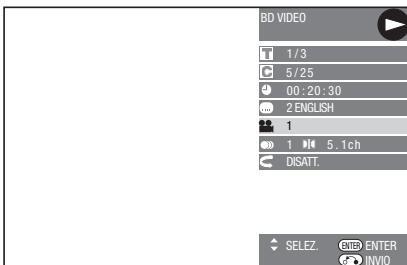 BD VIDEO
T 1/3
C 5/25
00:20:30
2 ENGLISH
1
1 5.1ch
DISATT.
SELEZ. ENTER ENTER
INVIO